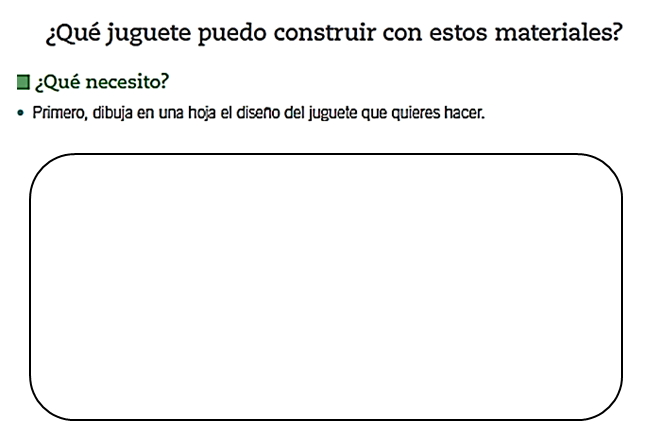 ¿Qué juguete puedo construir con estos materiales?
¿Qué necesito?
• Primero, dibuja en una hoja el diseño del juguete que quieres hacer.